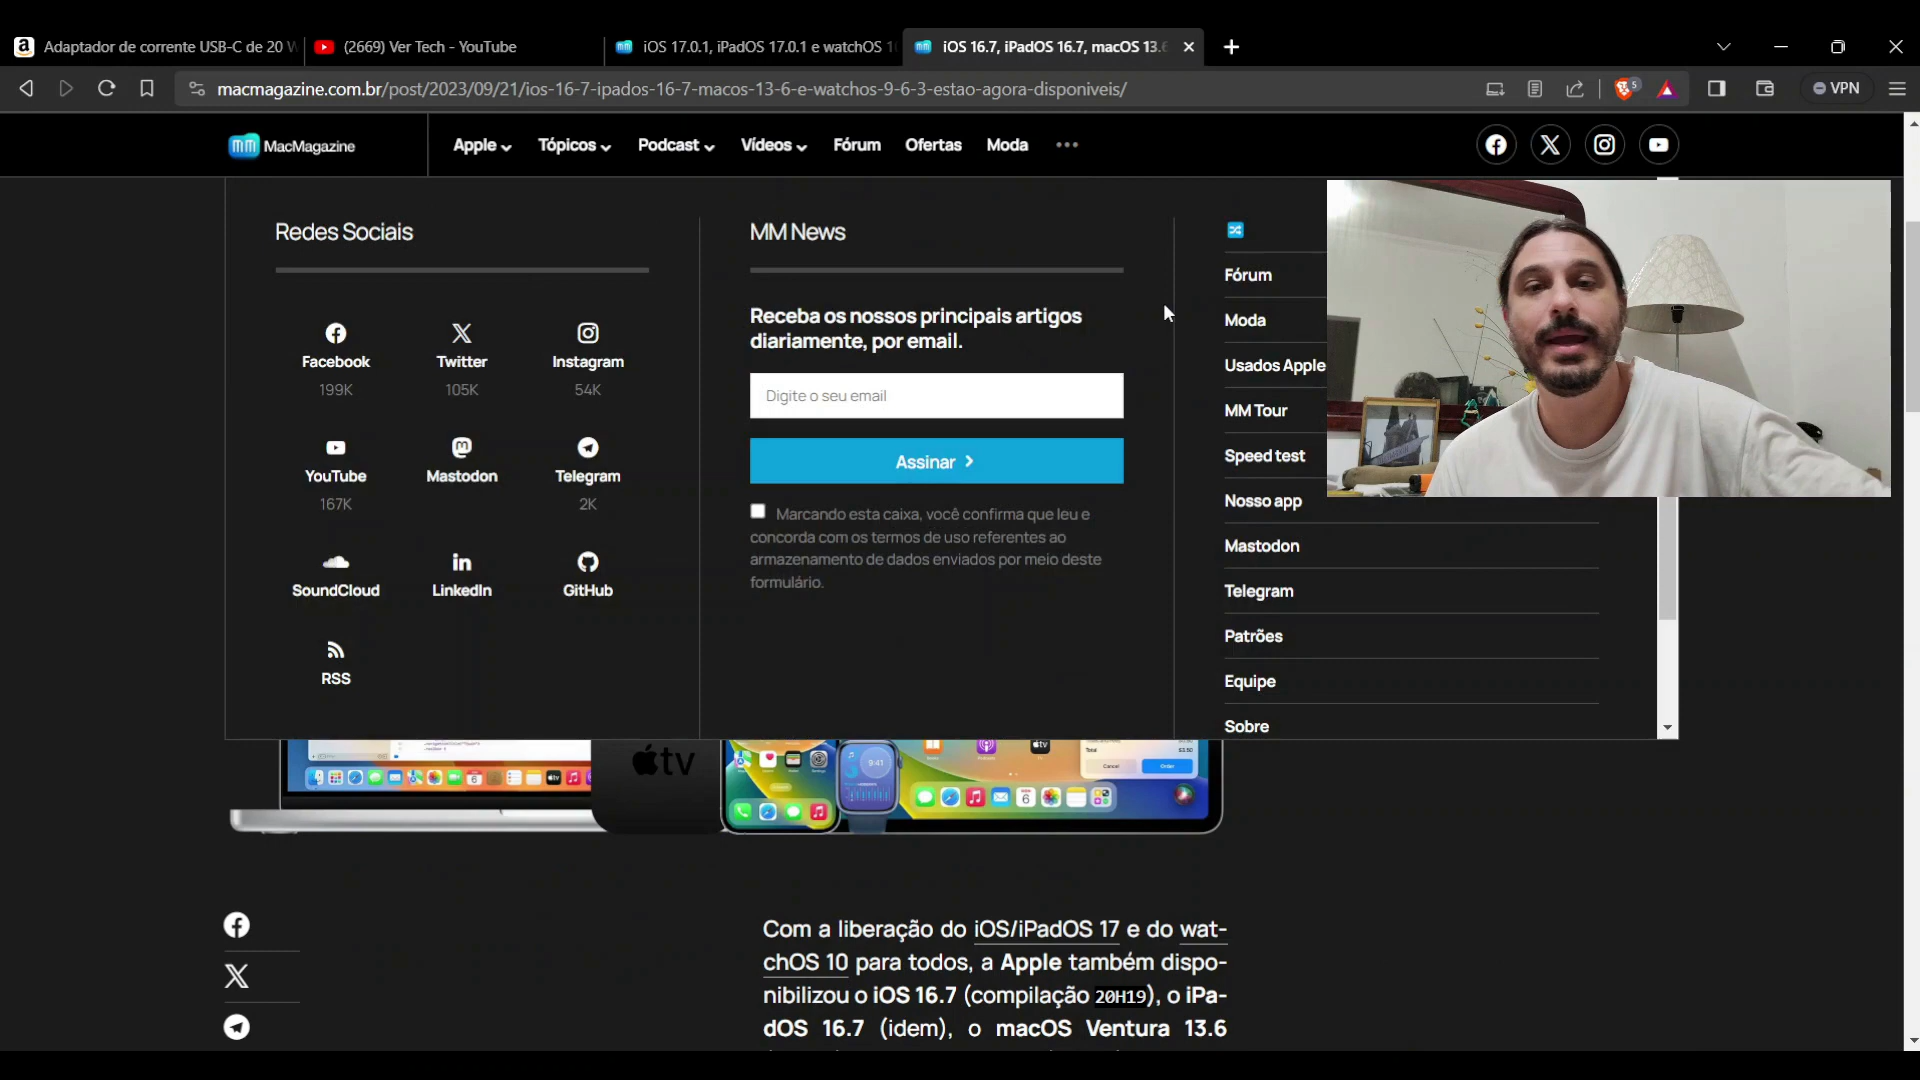 Adaptador de corrente USB-C de 20 W
(2669) Ver Tech - YouTube
iOS 17.0.1, iPadOS 17.0.1 e watchOS 1
iOS 16.7, iPadOS 16.7, macOS 13.6
macmagazine.com.br/post/2023/09/21/ios-16-7-ipados-16-7-macos-13-6-e-watchos-9-6-3-estao-agora-disponiveis/
5
VPN
MacMagazine
Apple
Tópicos
Podcast
Vídeos
Fórum
Ofertas
Moda
Redes Sociais
Facebook
199K
Twitter
105K
Instagram
54K
YouTube
167K
Mastodon
Telegram
2K
SoundCloud
LinkedIn
GitHub
RSS
MM News
Receba os nossos principais artigos
diariamente, por email.
Digite o seu email
Assinar
Marcando esta caixa, você confirma que leu e
concorda com os termos de uso referentes ao
armazenamento de dados enviados por meio deste
formulário.
Fórum
Moda
Usados Apple
MM Tour
Speed test
Nosso app
Mastodon
Telegram
Patrões
Equipe
Sobre
tv
9:41
Cancel
Com a liberação do iOS/iPadOS 17 e do wat-
chOS 10 para todos, a Apple também dispo-
nibilizou o iOS 16.7 (compilação 20H19), o iPa-
dOS 16.7 (idem), o macOS Ventura 13.6